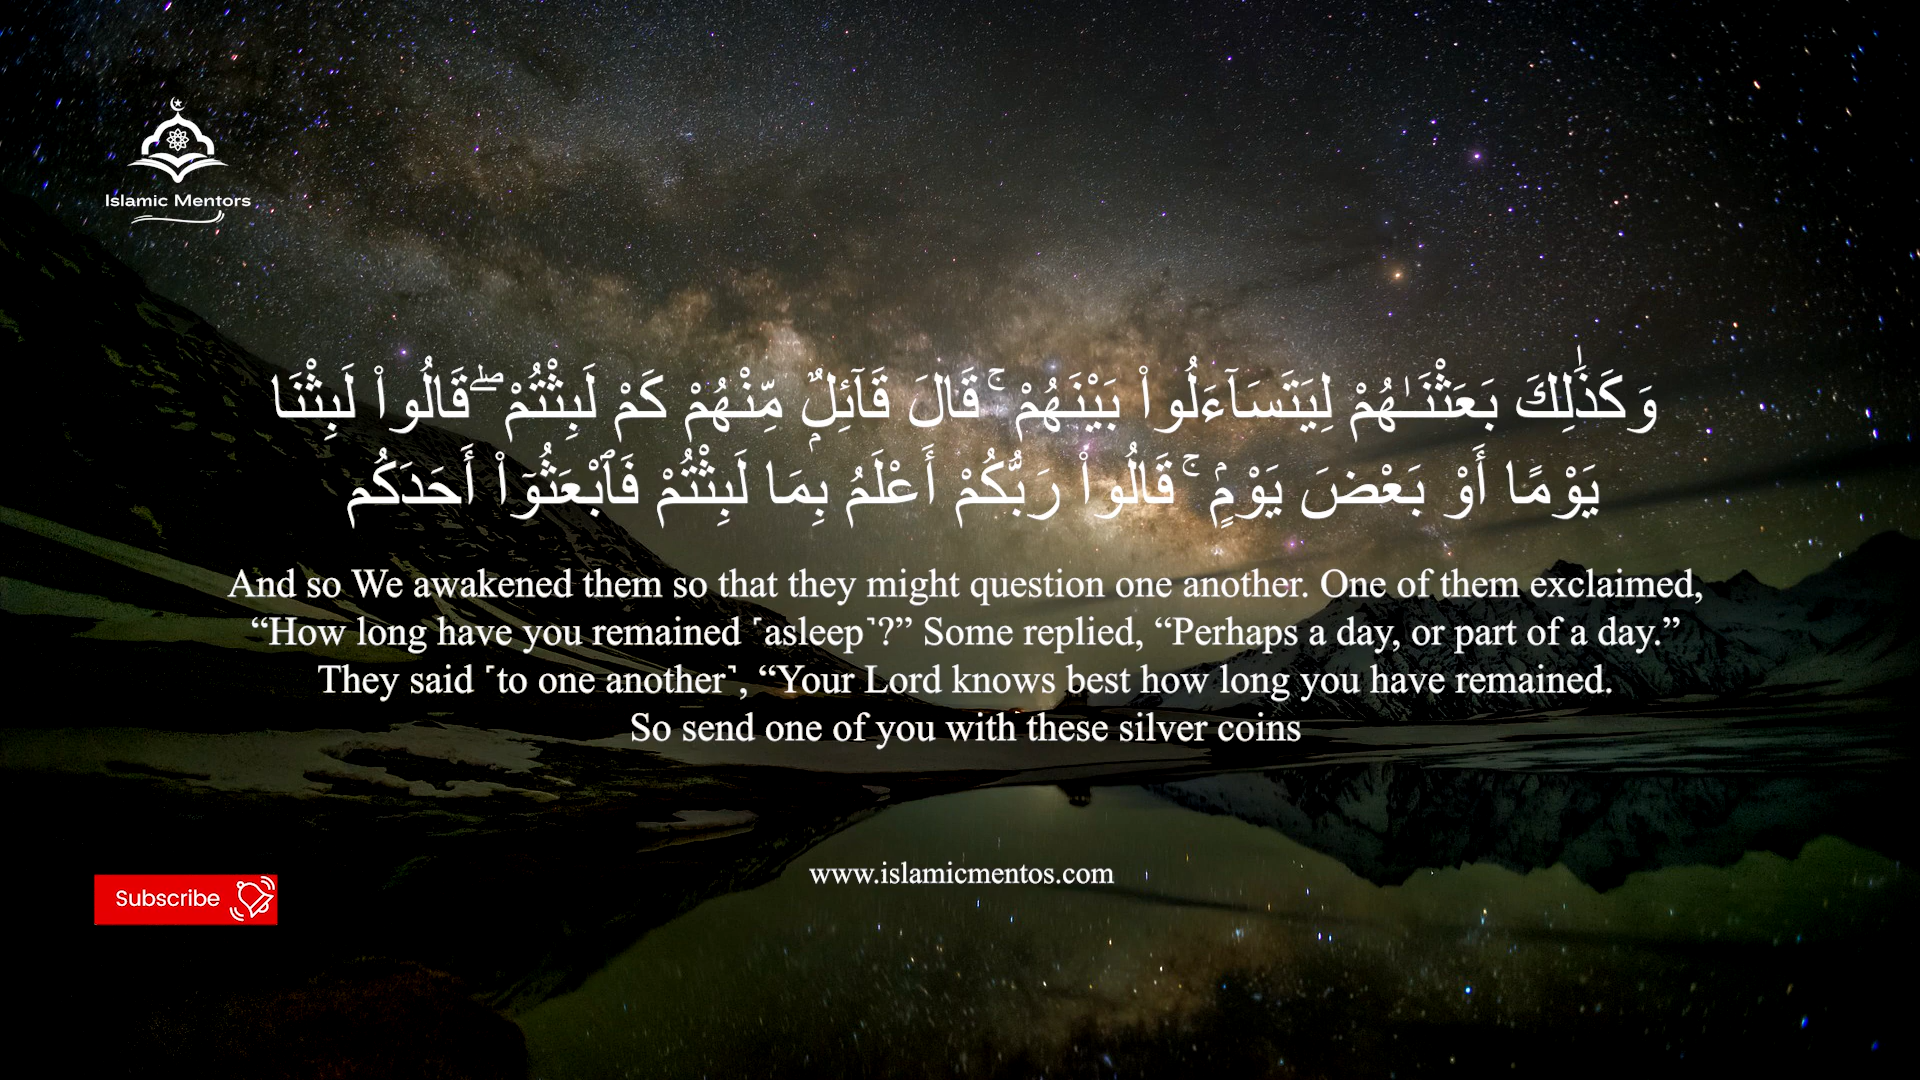 Islamic Mentors
وَكَذَٰلِكَ بَعَثْنَـٰهُمْ لِيَتَسَآءَلُوا۟ بَيْنَهُمْ ۚ قَالَ قَآئِلٌۭ مِّنْهُمْ كَمْ لَبِثْتُمْ ۖ قَالُوا۟ لَبِثْنَا
يَوْمًا أَوْ بَعْضَ يَوْمٍۢ ۚ قَالُوا۟ رَبُّكُمْ أَعْلَمُ بِمَا لَبِثْتُمْ فَٱبْعَثُوٓا۟ أَحَدَكُم
And so We awakened them so that they might question one another. One of them exclaimed,
“How long have you remained ˹asleep˺?” Some replied, “Perhaps a day, or part of a day.”
They said ˹to one another˺, “Your Lord knows best how long you have remained.
So send one of you with these silver coins
www.islamicmentos.com
Subscribe